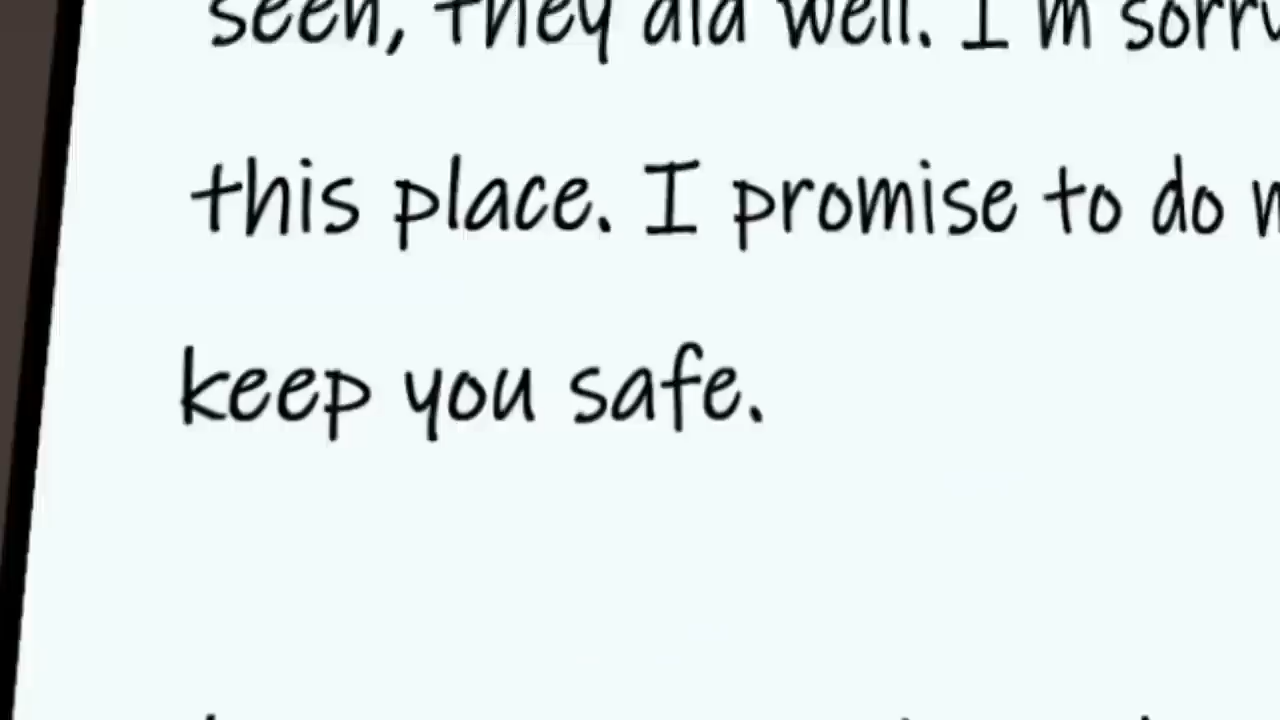 seen, they did well. I'm sorry
this place. I promise to do
keep you safe.